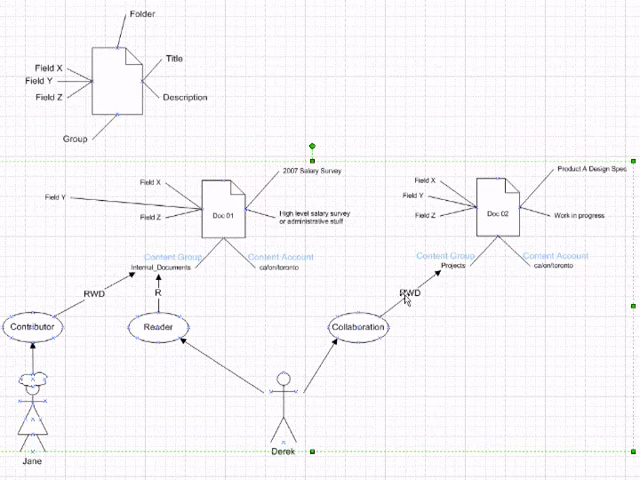 Folder
Title
Field X
Field Y
Field Z
Description
Group
2007 Salary Survey
Field X
Field Y
Doc 01
High level salary survey
or administrative stuff
Field Z
Content Group
Content Account
Internal_Documents
ca/on/toronto
Product A Design Spec
Field X
Field Y
Doc 02
Field Z
Work in progress
Content Group
Content Account
Projects
ca/on/toronto
RWD
R
RWD
Contributor
Reader
Collaboration
Jane
Derek